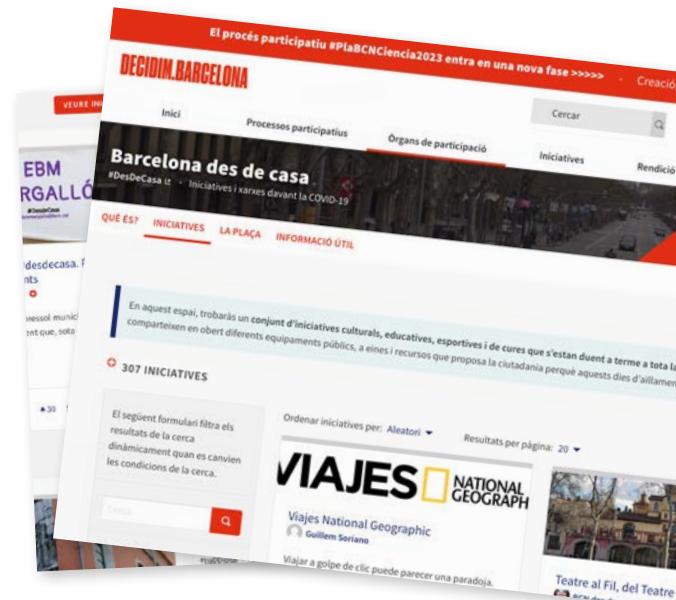 El procés participatiu #PlaBCNCiencia2023 entra en una nova fase >>>>> - Creació
DECIDIM.BARCELONA
Cercar
Inici
Processos participatius
Òrgans de participació
Iniciatives
Rendició
Barcelona des de casa
#DesDeCasa
Iniciatives i xarxes davant la COVID-19
QUÈ ÉS?
INICIATIVES
LA PLAÇA
INFORMACIÓ ÚTIL
En aquest espai, trobaràs un conjunt d'iniciatives culturals, educatives, esportives i de cures que s'estan duent a terme a tota la
comparteixen en obert diferents equipaments públics, a eines i recursos que proposa la ciutadania perquè aquests dies d'aïllamen
307 INICIATIVES
El següent formulari filtra els
resultats de la cerca
dinàmicament quan es canvien
les condicions de la cerca.
Cerca
Ordenar iniciatives per: Aleatori
Resultats per pàgina: 20
VIAJES
NATIONAL
GEOGRAPH
Viajes National Geographic
Guillem Soriano
Viajar a golpe de clic puede parecer una paradoja.
Teatre al Fil, del Teatre
VEURE IN
EBM
RGALLÓ
#DesdeCasa
desdecasa.
nts
ressol munic
ent que, sota
30